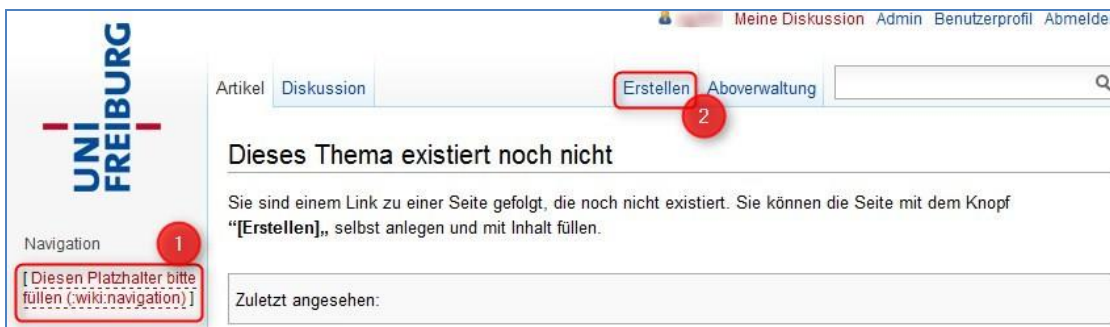 UNI
FREIBURG
Meine Diskussion Admin Benutzerprofil Abmelde
Artikel Diskussion Erstellen Aboverwaltung
2
Dieses Thema existiert noch nicht
Sie sind einem Link zu einer Seite gefolgt, die noch nicht existiert. Sie können die Seite mit dem Knopf
“[Erstellen]„ selbst anlegen und mit Inhalt füllen.
Navigation
1
[ Diesen Platzhalter bitte
füllen (:wiki:navigation) ]
Zuletzt angesehen: